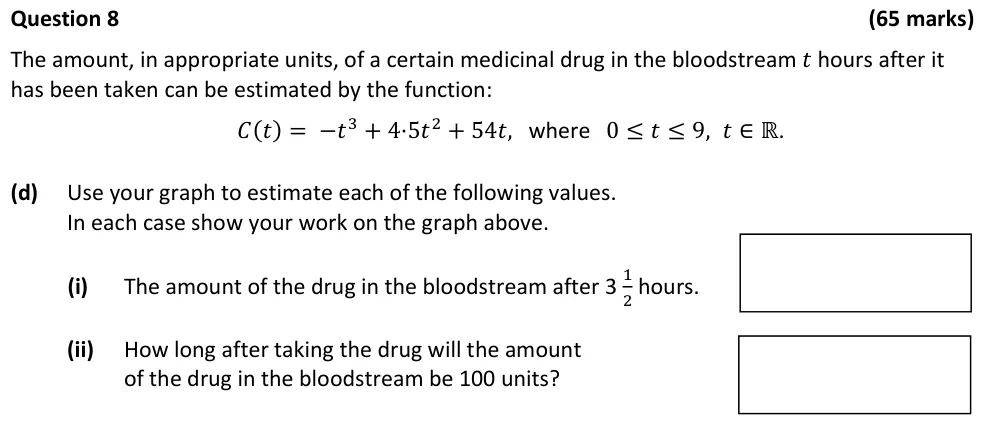 Question 8 (65 marks)
The amount, in appropriate units, of a certain medicinal drug in the bloodstream t hours after it
has been taken can be estimated by the function:
C(t) = −t³ + 4·5t² + 54t, where 0 ≤ t ≤ 9, t ∈ ℝ.
(d) Use your graph to estimate each of the following values.
In each case show your work on the graph above.
(i) The amount of the drug in the bloodstream after 3 1/2 hours.
(ii) How long after taking the drug will the amount
of the drug in the bloodstream be 100 units?